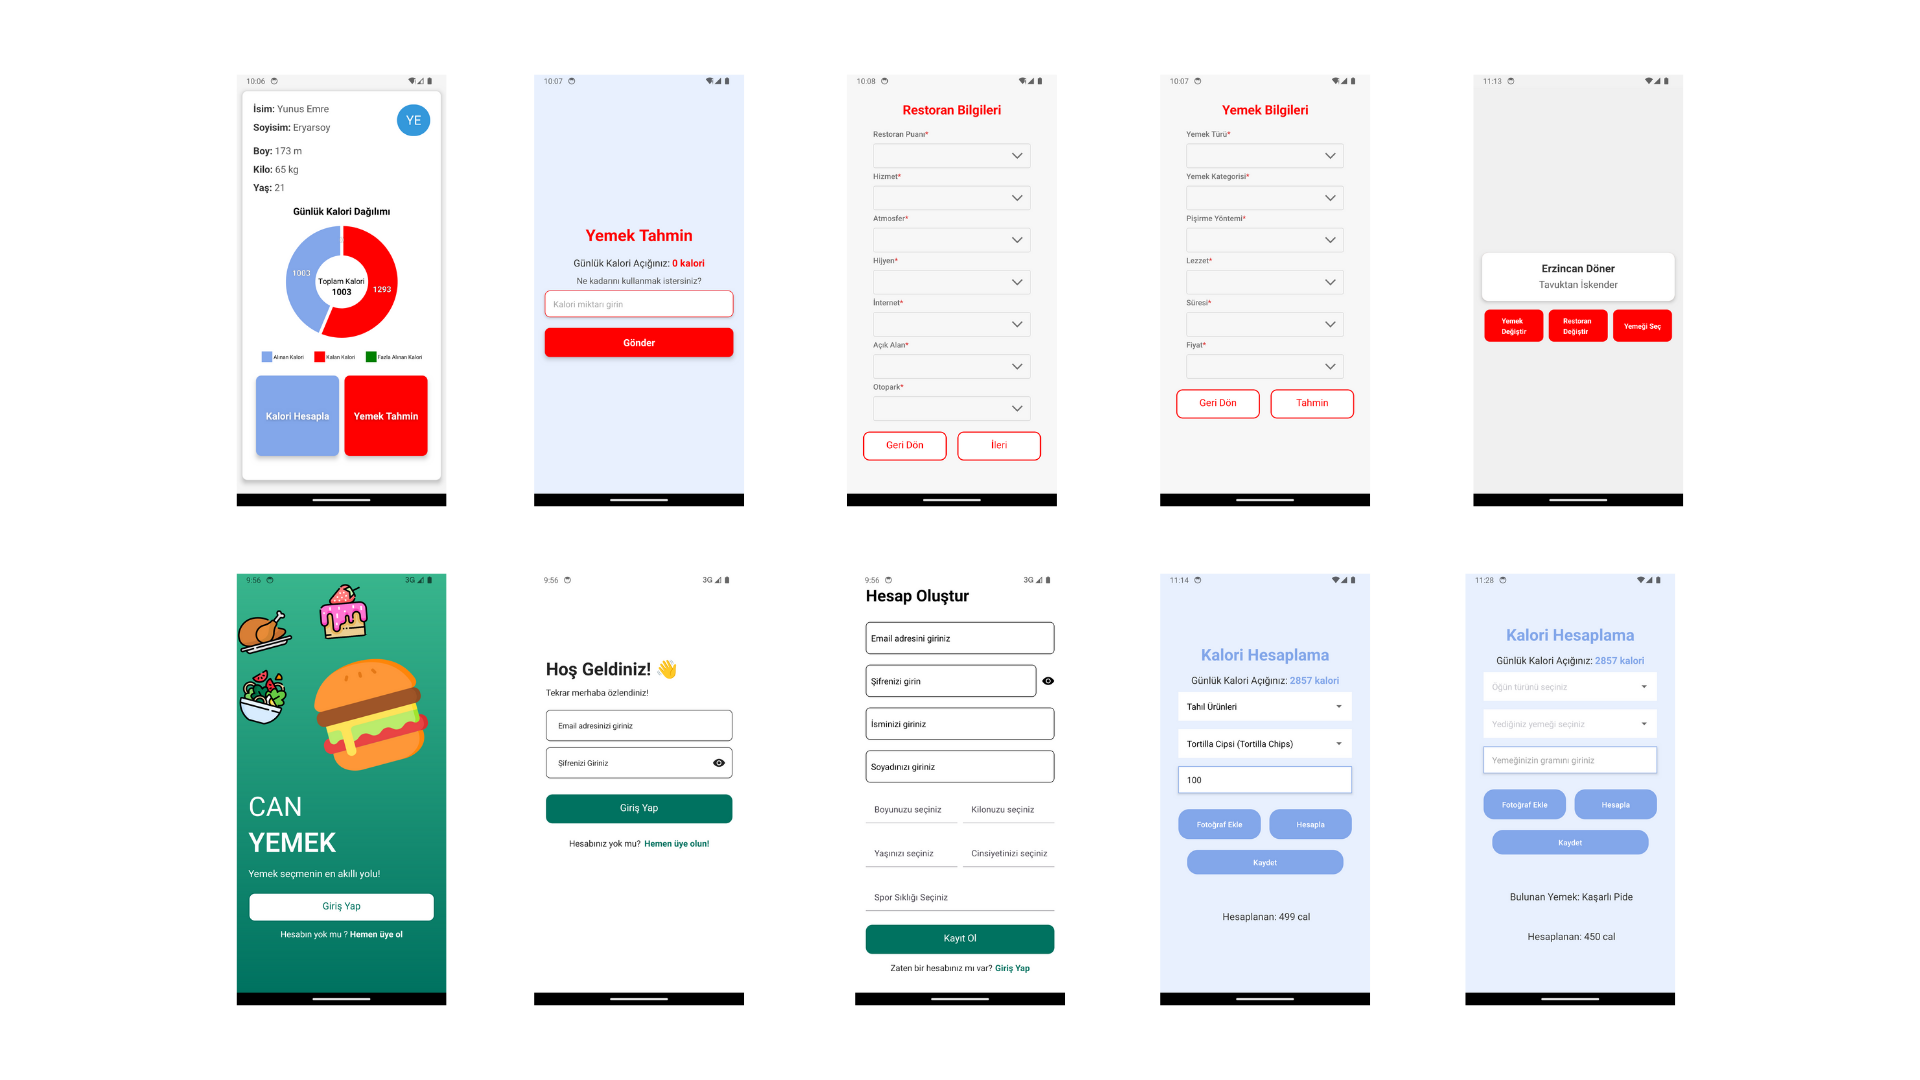 10:06
İsim: Yunus Emre
Soyisim: Eryarsoy
YE
Boy: 173 m
Kilo: 65 kg
Yaş: 21
Günlük Kalori Dağılımı
1003
1293
Toplam Kalori
1003
Alınan Kalori
Kalan Kalori
Fazla Alınan Kalori
Kalori Hesapla
Yemek Tahmin
10:07
Yemek Tahmin
Günlük Kalori Açığınız: 0 kalori
Ne kadarını kullanmak istersiniz?
Kalori miktarı girin
Gönder
10:08
Restoran Bilgileri
Restoran Puanı*
Hizmet*
Atmosfer*
Hijyen*
İnternet*
Açık Alan*
Otopark*
Geri Dön
İleri
10:07
Yemek Bilgileri
Yemek Türü*
Yemek Kategorisi*
Pişirme Yöntemi*
Lezzet*
Süresi*
Fiyat*
Geri Dön
Tahmin
11:13
Erzincan Döner
Tavuktan İskender
Yemek
Değiştir
Restoran
Değiştir
Yemeği Seç
9:56
3G
CAN
YEMEK
Yemek seçmenin en akıllı yolu!
Giriş Yap
Hesabın yok mu ? Hemen üye ol
9:56
3G
Hoş Geldiniz! 👋
Tekrar merhaba özlendiniz!
Email adresinizi giriniz
Şifrenizi Giriniz
Giriş Yap
Hesabınız yok mu? Hemen üye olun!
9:56
3G
Hesap Oluştur
Email adresini giriniz
Şifrenizi girin
İsminizi giriniz
Soyadınızı giriniz
Boyunuzu seçiniz
Kilonuzu seçiniz
Yaşınızı seçiniz
Cinsiyetinizi seçiniz
Spor Sıklığı Seçiniz
Kayıt Ol
Zaten bir hesabınız mı var? Giriş Yap
11:14
Kalori Hesaplama
Günlük Kalori Açığınız: 2857 kalori
Tahıl Ürünleri
Tortilla Cipsi (Tortilla Chips)
100
Fotoğraf Ekle
Hesapla
Kaydet
Hesaplanan: 499 cal
11:28
Kalori Hesaplama
Günlük Kalori Açığınız: 2857 kalori
Öğün türünü seçiniz
Yediğiniz yemeği seçiniz
Yemeğinizin gramını giriniz
Fotoğraf Ekle
Hesapla
Kaydet
Bulunan Yemek: Kaşarlı Pide
Hesaplanan: 450 cal